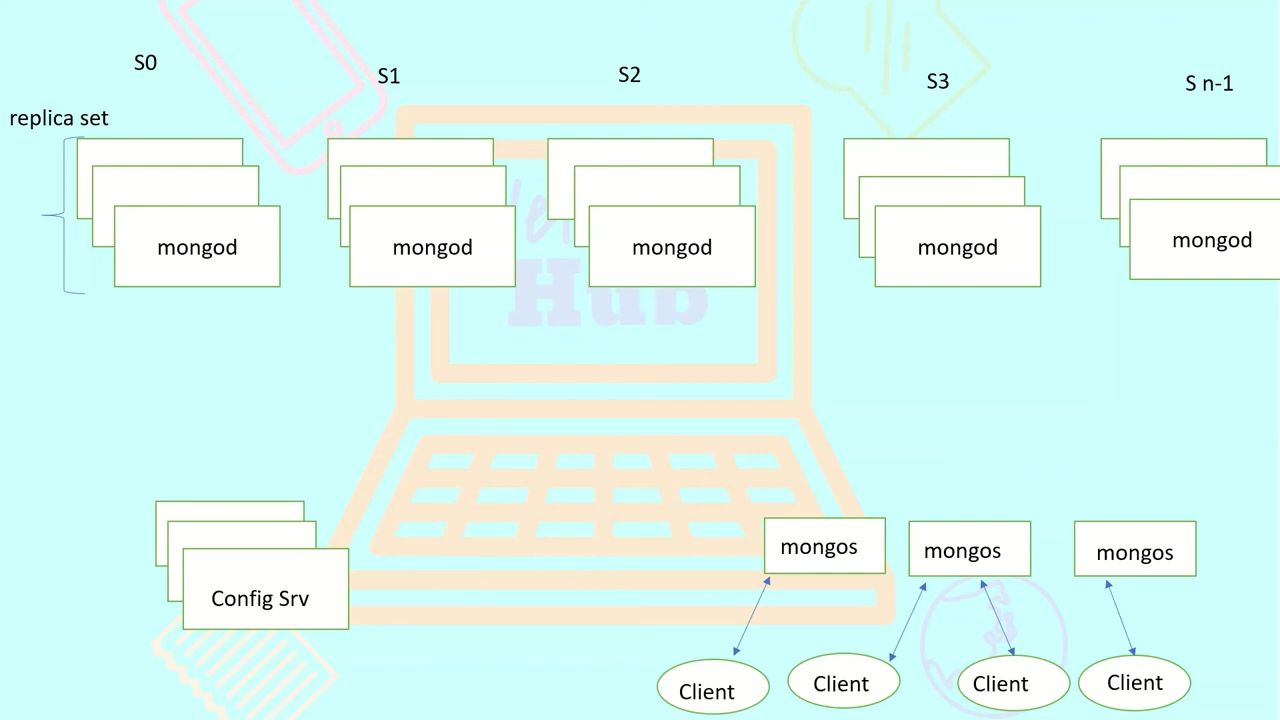 S0
S1
S2
S3
S n-1
replica set
mongod
mongod
mongod
mongod
mongod
Hub
Config Srv
mongos
mongos
mongos
Client
Client
Client
Client